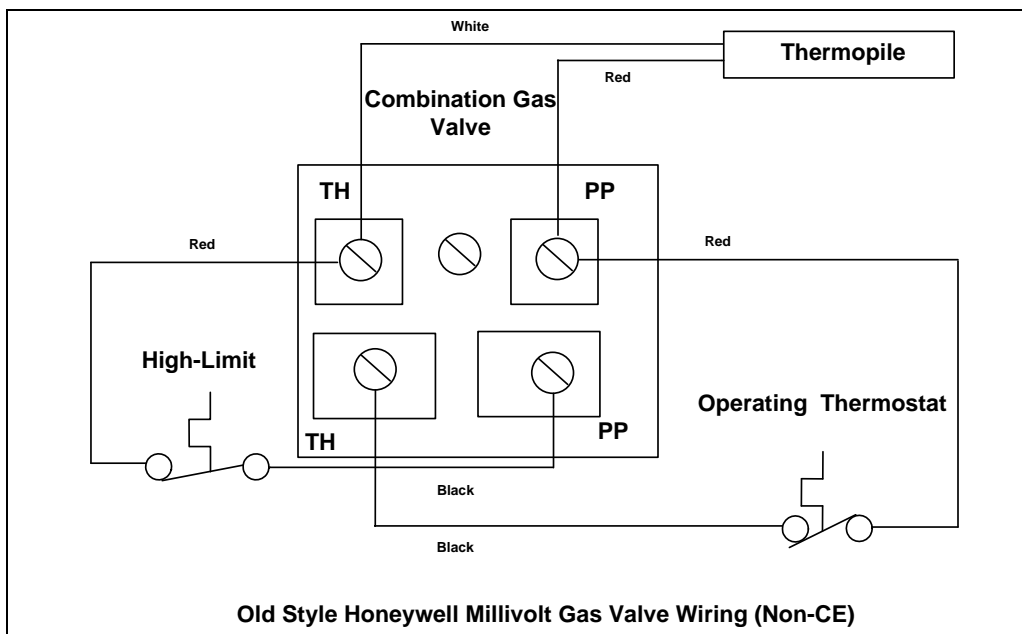 White
Thermopile
Red
Combination Gas
Valve
TH
PP
Red
Red
High-Limit
Operating Thermostat
TH
PP
Black
Black
Old Style Honeywell Millivolt Gas Valve Wiring (Non-CE)